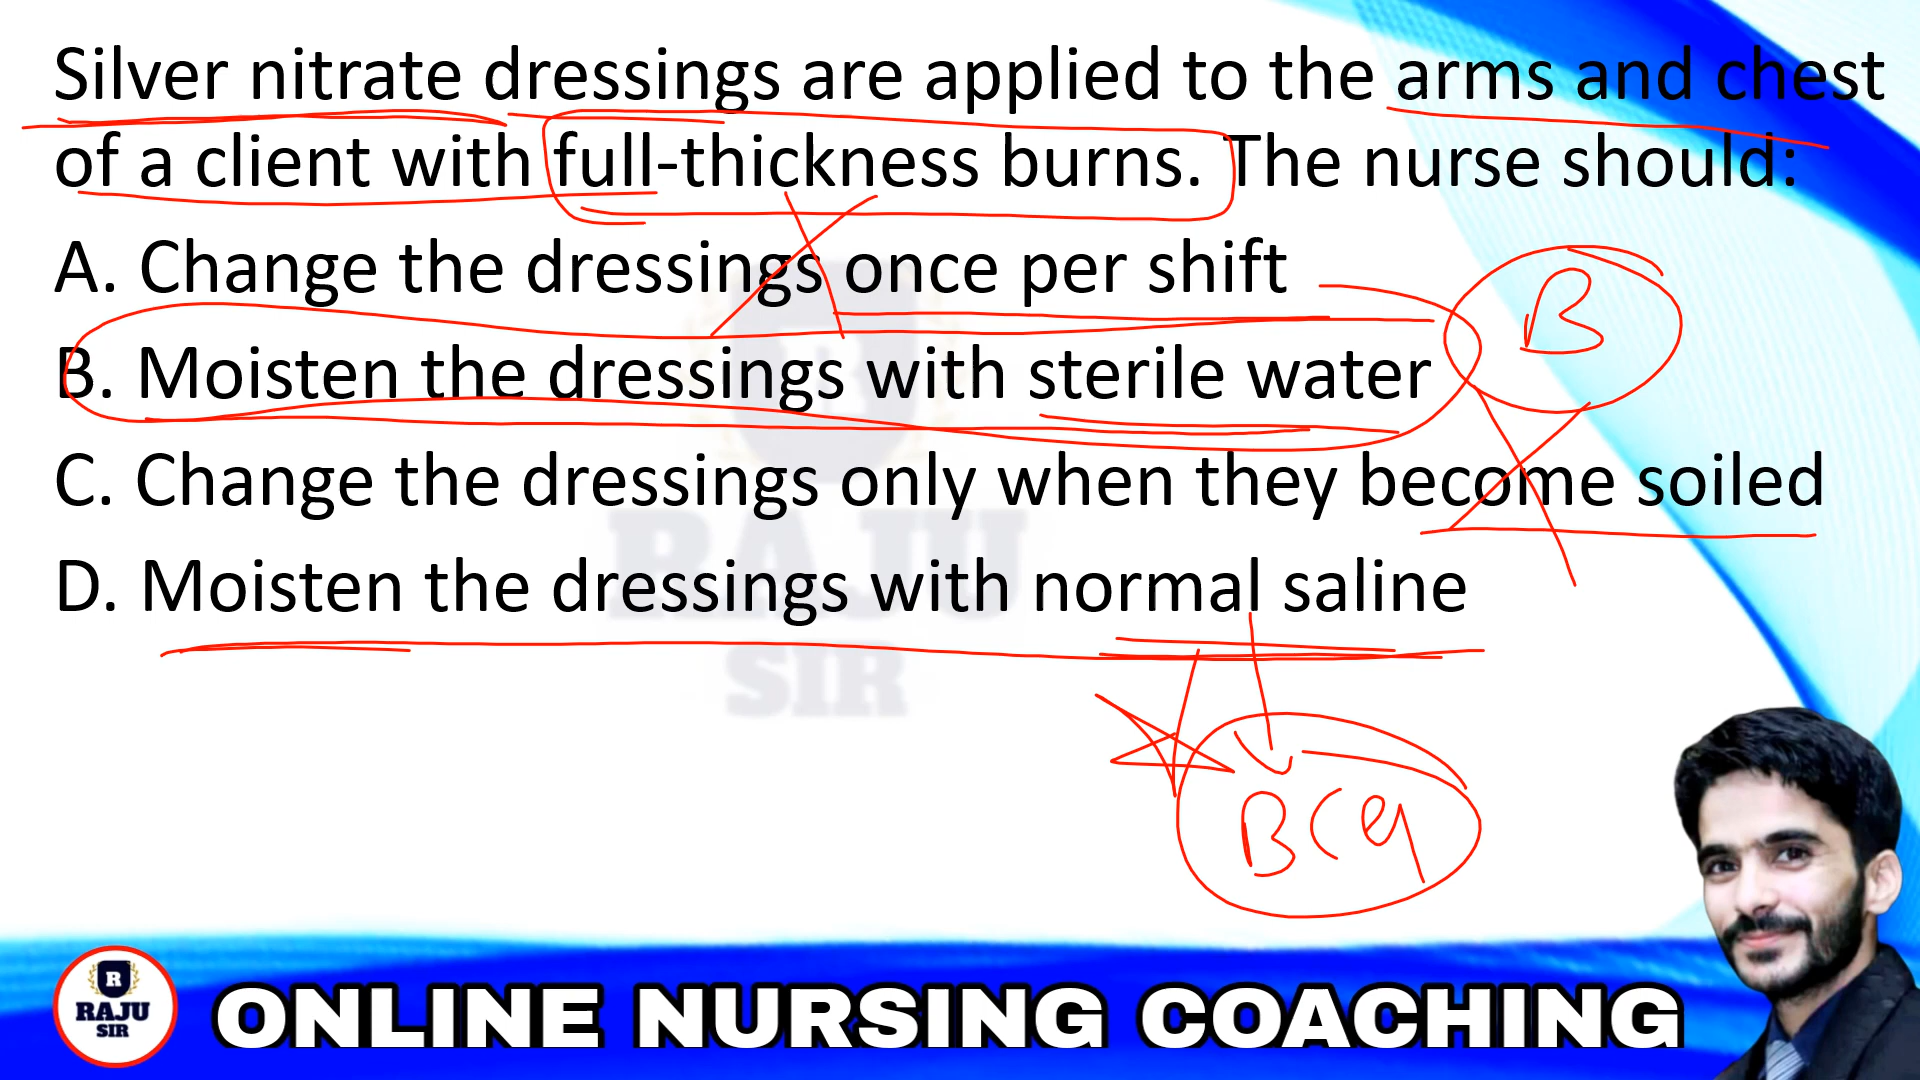 Silver nitrate dressings are applied to the arms and chest
of a client with full-thickness burns. The nurse should:
A. Change the dressings once per shift
B
B. Moisten the dressings with sterile water
C. Change the dressings only when they become soiled
D. Moisten the dressings with normal saline
RAJU
SIR
R
RAJU
SIR
ONLINE NURSING COACHING